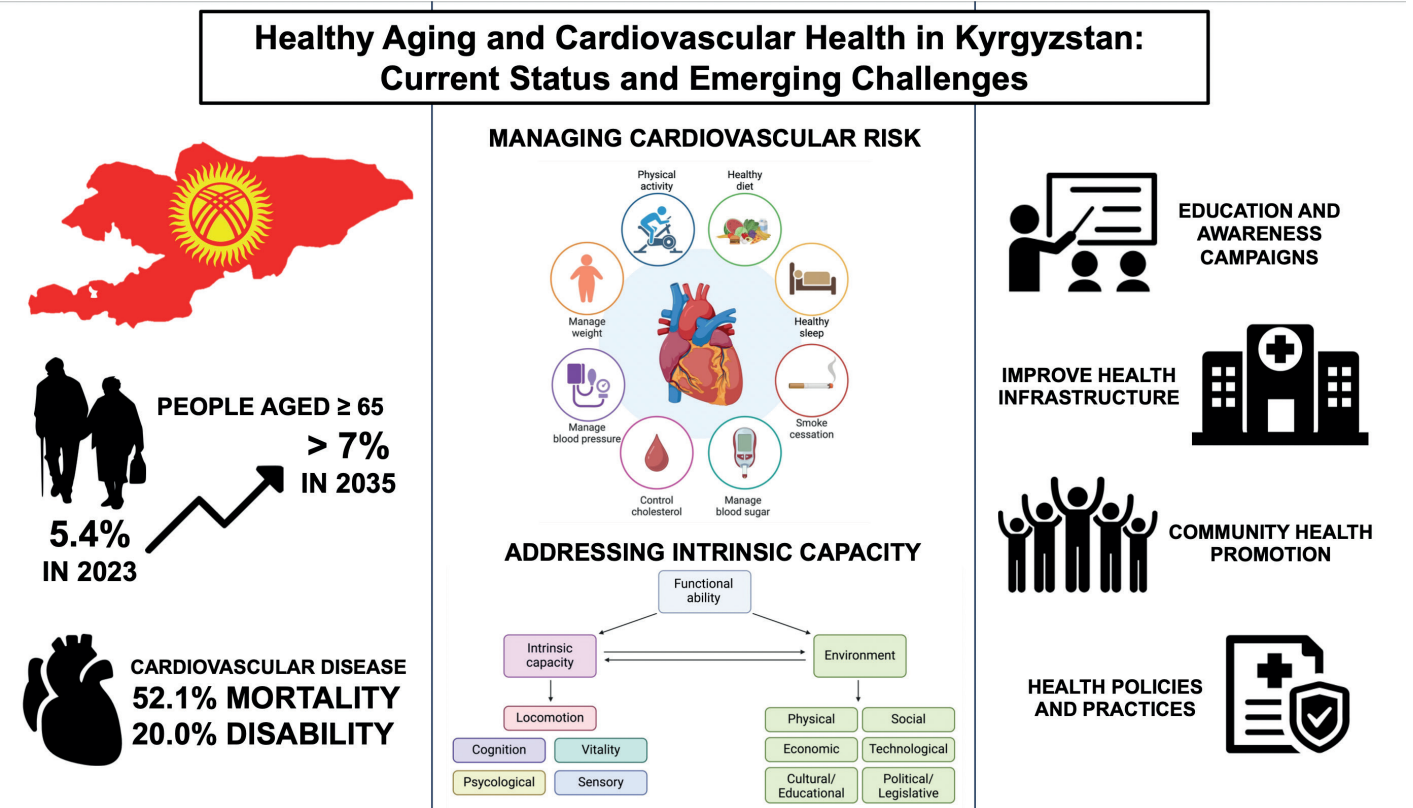 Healthy Aging and Cardiovascular Health in Kyrgyzstan:
Current Status and Emerging Challenges
PEOPLE AGED ≥ 65
> 7%
IN 2035
5.4%
IN 2023
CARDIOVASCULAR DISEASE
52.1% MORTALITY
20.0% DISABILITY
MANAGING CARDIOVASCULAR RISK
Physical
activity
Healthy
diet
Manage
weight
Healthy
sleep
Manage
blood pressure
Smoke
cessation
Control
cholesterol
Manage
blood sugar
ADDRESSING INTRINSIC CAPACITY
Functional
ability
Intrinsic
capacity
Environment
Locomotion
Cognition
Vitality
Psycological
Sensory
Physical
Social
Economic
Technological
Cultural/
Educational
Political/
Legislative
EDUCATION AND
AWARENESS
CAMPAIGNS
IMPROVE HEALTH
INFRASTRUCTURE
COMMUNITY HEALTH
PROMOTION
HEALTH POLICIES
AND PRACTICES